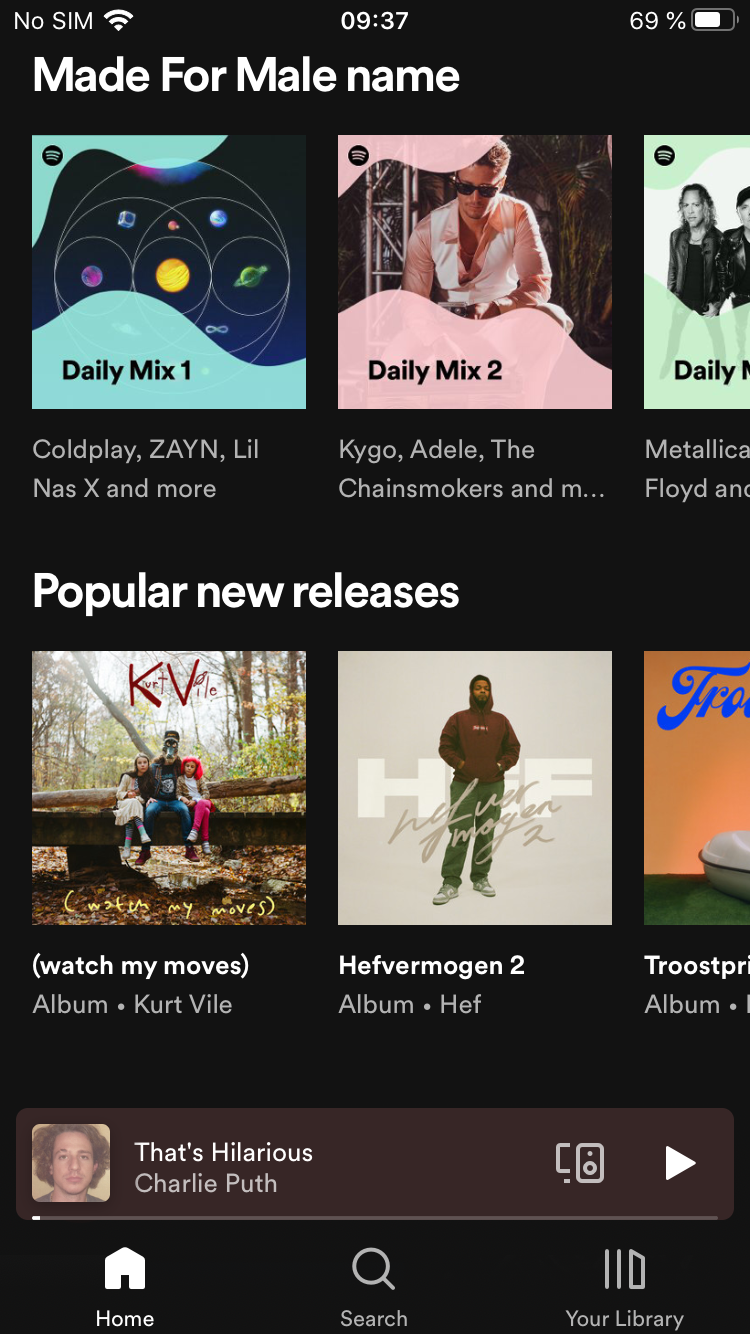 No SIM 09:37 69 %
Made For Male name
Daily Mix 1
Daily Mix 2
Daily M
Coldplay, ZAYN, Lil
Nas X and more
Kygo, Adele, The
Chainsmokers and m...
Metallica
Floyd and
Popular new releases
Kurt Vile
(watch my moves)
HEF
hefvermogen 2
Troo
(watch my moves)
Album • Kurt Vile
Hefvermogen 2
Album • Hef
Troostpri
Album •
That's Hilarious
Charlie Puth
Home
Search
Your Library